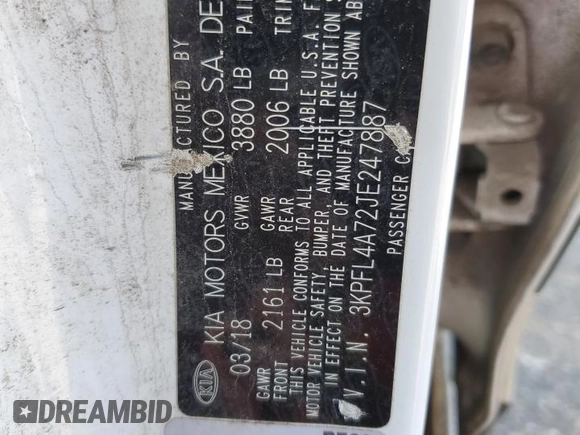 MANUFACTURED BY
KIA
KIA MOTORS MEXICO S.A. DE
03/18 GVWR 3880 LB PAI
GAWR FRONT 2161 LB GAWR REAR 2006 LB TRIM
THIS VEHICLE CONFORMS TO ALL APPLICABLE U.S.A. F
MOTOR VEHICLE SAFETY, BUMPER, AND THEFT PREVENTION S
IN EFFECT ON THE DATE OF MANUFACTURE SHOWN AB
V.I.N. 3KPFL4A72JE247887
PASSENGER C
DREAMBID